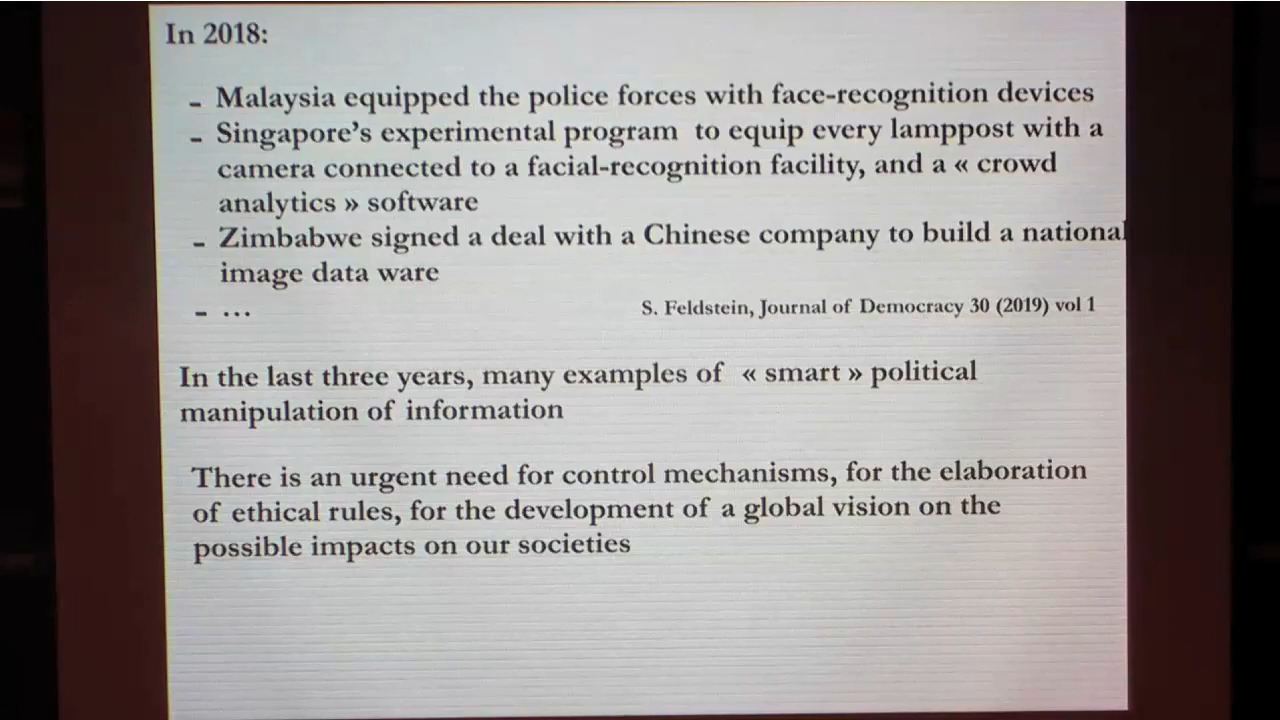 In 2018:
- Malaysia equipped the police forces with face-recognition devices
- Singapore's experimental program to equip every lamppost with a
camera connected to a facial-recognition facility, and a « crowd
analytics » software
- Zimbabwe signed a deal with a Chinese company to build a national
image data ware
- ...
S. Feldstein, Journal of Democracy 30 (2019) vol 1
In the last three years, many examples of « smart » political
manipulation of information
There is an urgent need for control mechanisms, for the elaboration
of ethical rules, for the development of a global vision on the
possible impacts on our societies